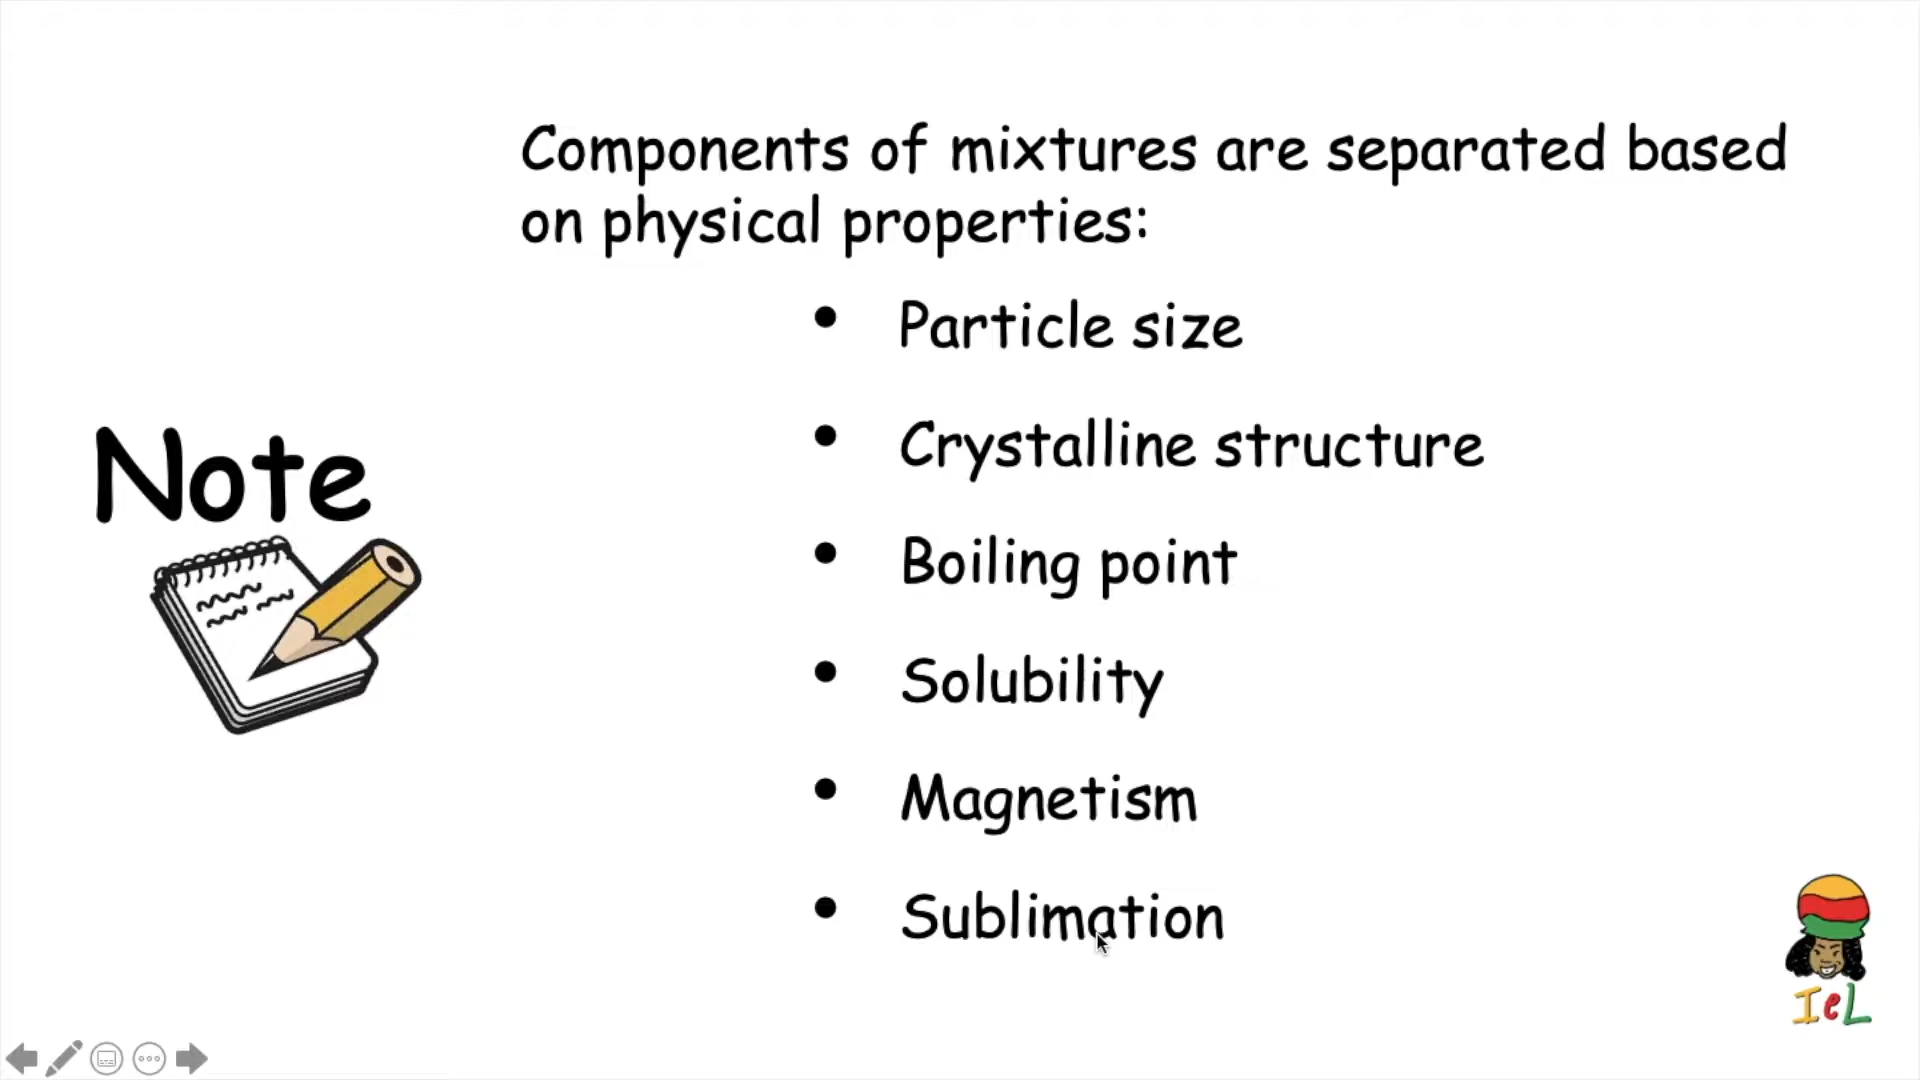 Components of mixtures are separated based
on physical properties:
• Particle size
• Crystalline structure
• Boiling point
• Solubility
• Magnetism
• Sublimation
Note
IeL